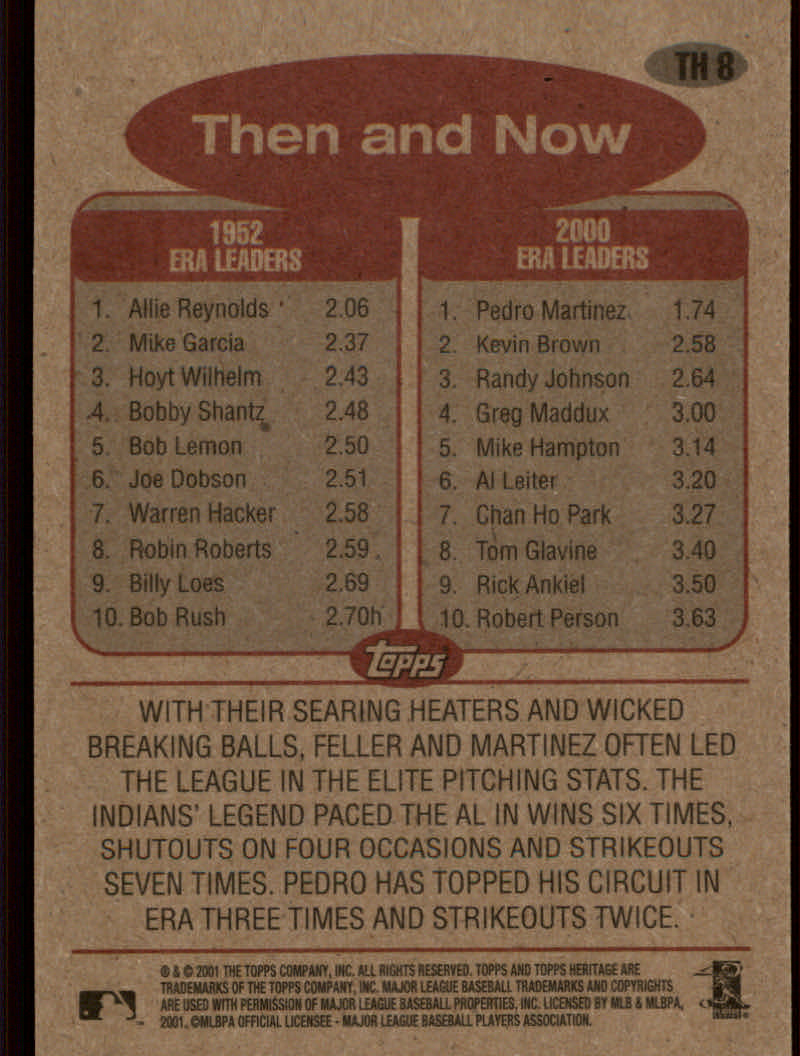 TH 8
Then and Now
1952
ERA LEADERS
1. Allie Reynolds 2.06
2. Mike Garcia 2.37
3. Hoyt Wilhelm 2.43
4. Bobby Shantz 2.48
5. Bob Lemon 2.50
6. Joe Dobson 2.51
7. Warren Hacker 2.58
8. Robin Roberts 2.59
9. Billy Loes 2.69
10. Bob Rush 2.70h
2000
ERA LEADERS
1. Pedro Martinez 1.74
2. Kevin Brown 2.58
3. Randy Johnson 2.64
4. Greg Maddux 3.00
5. Mike Hampton 3.14
6. Al Leiter 3.20
7. Chan Ho Park 3.27
8. Tom Glavine 3.40
9. Rick Ankiel 3.50
10. Robert Person 3.63
topps
WITH THEIR SEARING HEATERS AND WICKED
BREAKING BALLS, FELLER AND MARTINEZ OFTEN LED
THE LEAGUE IN THE ELITE PITCHING STATS. THE
INDIANS' LEGEND PACED THE AL IN WINS SIX TIMES,
SHUTOUTS ON FOUR OCCASIONS AND STRIKEOUTS
SEVEN TIMES. PEDRO HAS TOPPED HIS CIRCUIT IN
ERA THREE TIMES AND STRIKEOUTS TWICE.
® & © 2001 THE TOPPS COMPANY, INC. ALL RIGHTS RESERVED. TOPPS AND TOPPS HERITAGE ARE
TRADEMARKS OF THE TOPPS COMPANY, INC. MAJOR LEAGUE BASEBALL TRADEMARKS AND COPYRIGHTS
ARE USED WITH PERMISSION OF MAJOR LEAGUE BASEBALL PROPERTIES, INC. LICENSED BY MLB & MLBPA,
2001. ©MLBPA OFFICIAL LICENSEE - MAJOR LEAGUE BASEBALL PLAYERS ASSOCIATION.